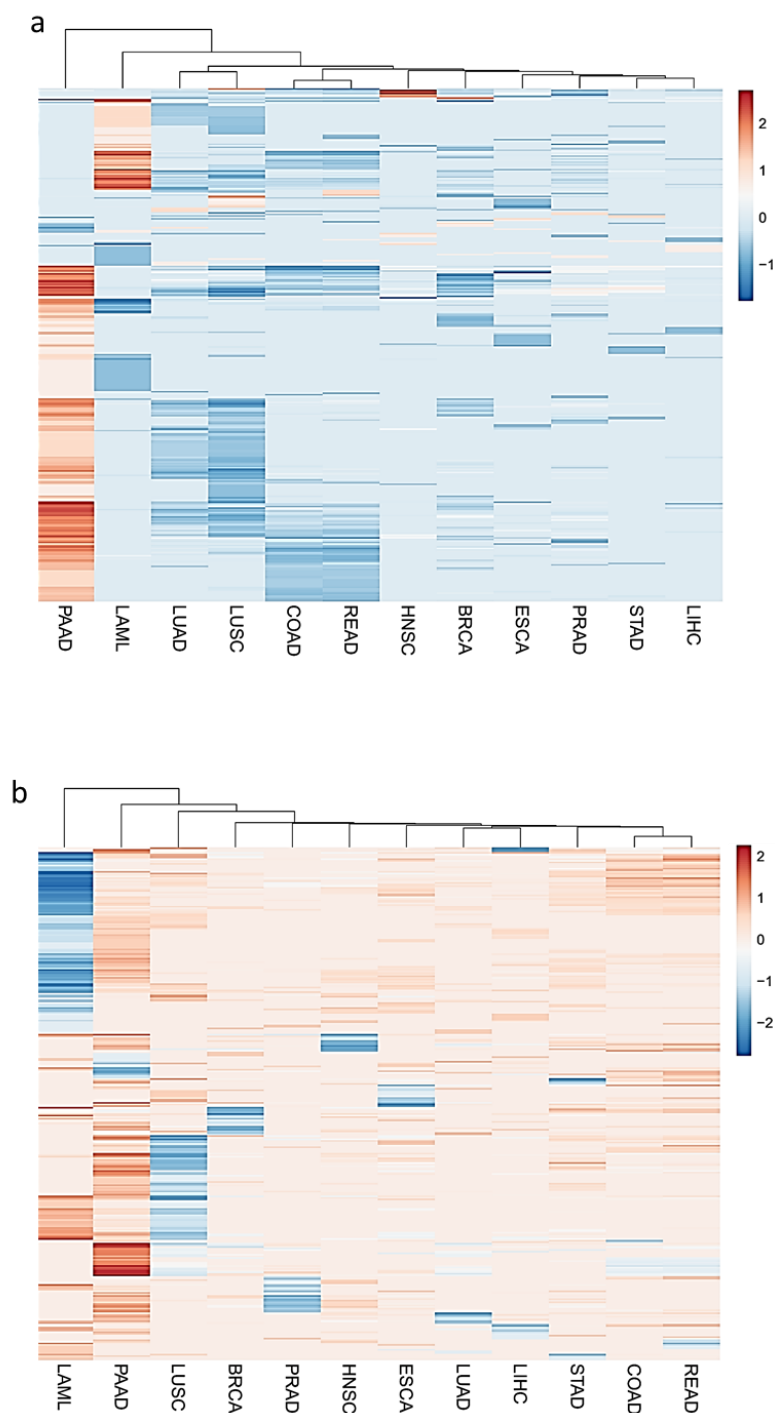 a
2
1
0
−1
PAAD
LAML
LUAD
LUSC
COAD
READ
HNSC
BRCA
ESCA
PRAD
STAD
LIHC
b
2
1
0
−1
−2
LAML
PAAD
LUSC
BRCA
PRAD
HNSC
ESCA
LUAD
LIHC
STAD
COAD
READ